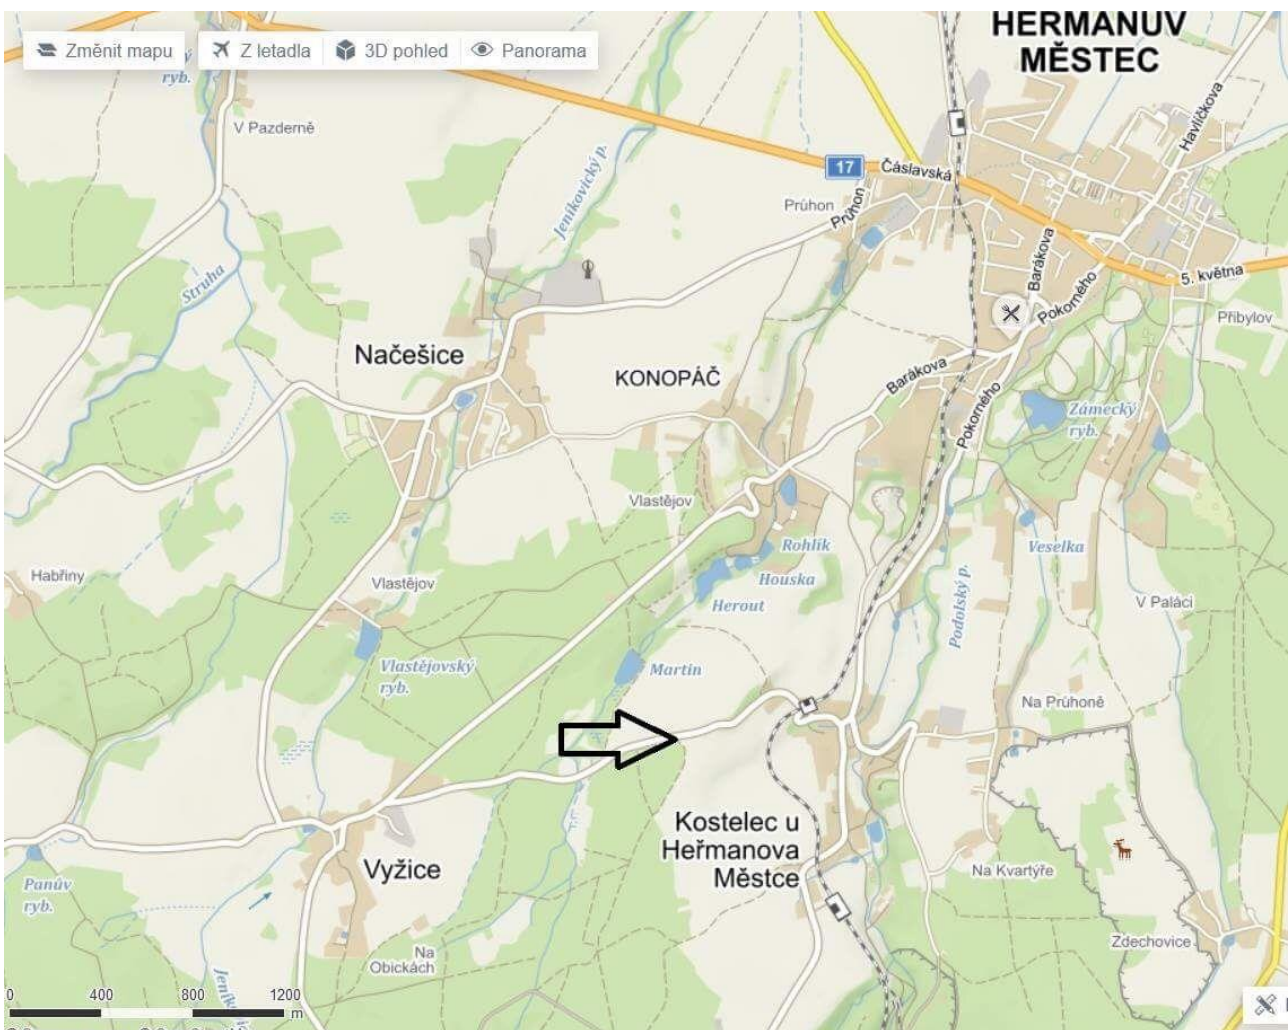 HEŘMANŮV
MĚSTEC
Změnit mapu
Z letadla
3D pohled
Panorama
ryb.
V Pazderně
Havlíčkova
Jeníkovický p.
17
Čáslavská
Průhon
Průhon
Barákova
5. května
Struha
Pokorného
Přibylov
Načešice
KONOPÁČ
Barákova
Pokorného
Zámecký
ryb.
Vlastějov
Rohlík
Veselka
Habřiny
Vlastějov
Houska
Herout
Podolský p.
V Paláci
Vlastějovský
ryb.
Martin
Na Průhoně
Kostelec u
Heřmanova
Městce
Vyžice
Na Kvartýře
Panův
ryb.
Na
Obickách
Zdechovice
0 400 800 1200
m